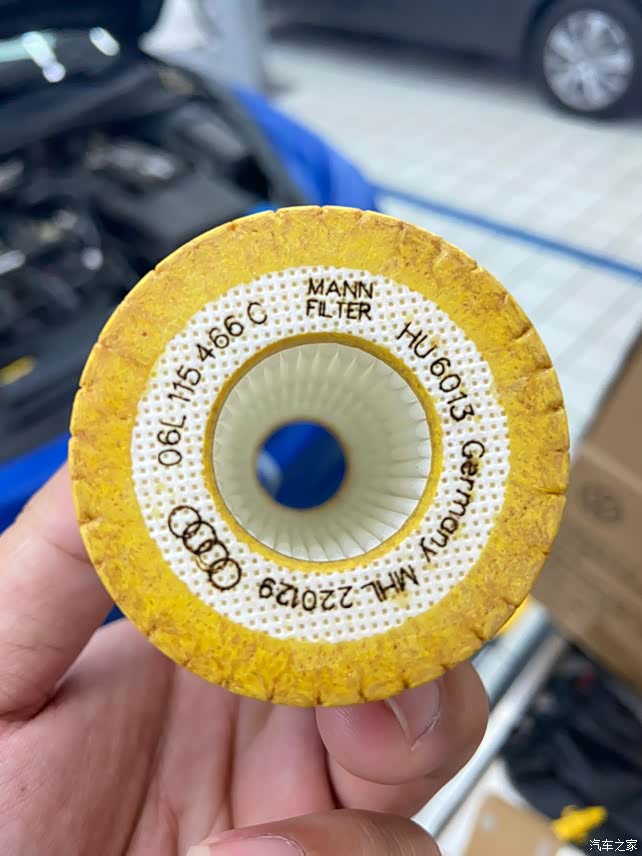 MANN
FILTER
HU 6013 Germany MHL 220129
06L 115 466 C
汽车之家